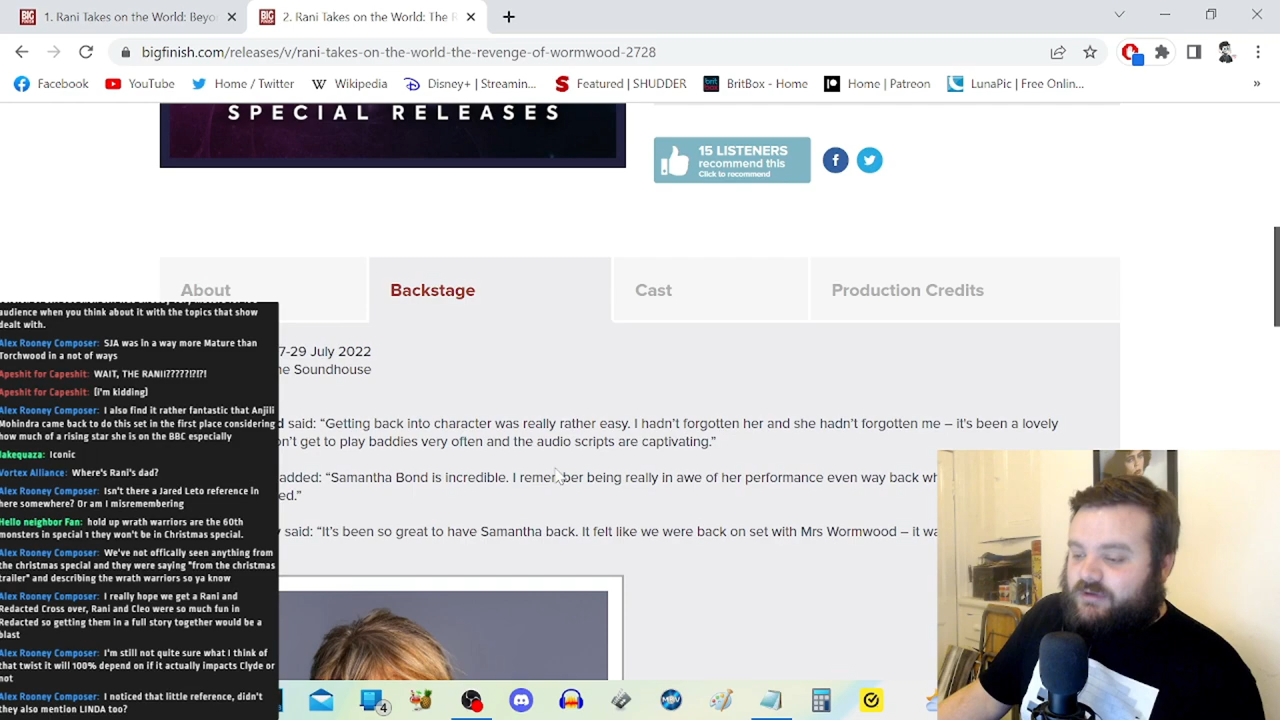 1. Rani Takes on the World: Beyo
2. Rani Takes on the World: The R
bigfinish.com/releases/v/rani-takes-on-the-world-the-revenge-of-wormwood-2728
Facebook
YouTube
Home / Twitter
Wikipedia
Disney+ | Streamin...
Featured | SHUDDER
BritBox - Home
Home | Patreon
LunaPic | Free Onlin...
»
SPECIAL RELEASES
15 LISTENERS
recommend this
Click to recommend
About
Backstage
Cast
Production Credits
7-29 July 2022
ne Soundhouse
d said: “Getting back into character was really rather easy. I hadn’t forgotten her and she hadn’t forgotten me – it’s been a lovely
n’t get to play baddies very often and the audio scripts are captivating.”
added: “Samantha Bond is incredible. I remember being really in awe of her performance even way back wh
ed.”
y said: “It’s been so great to have Samantha back. It felt like we were back on set with Mrs Wormwood – it wa
audience when you think about it with the topics that show
dealt with.
Alex Rooney Composer: SJA was in a way more Mature than
Torchwood in a not of ways
Apeshit for Capeshit: WAIT, THE RANII?????!?!?!
Apeshit for Capeshit: (i'm kidding)
Alex Rooney Composer: I also find it rather fantastic that Anjili
Mohindra came back to do this set in the first place considering
how much of a rising star she is on the BBC especially
Jakequaza: Iconic
Vortex Alliance: Where's Rani's dad?
Alex Rooney Composer: Isn't there a Jared Leto reference in
here somewhere? Or am I misremembering
Hello neighbor Fan: hold up wrath warriors are the 60th
monsters in special 1 they won't be in Christmas special.
Alex Rooney Composer: We've not offically seen anything from
the christmas special and they were saying "from the christmas
trailer" and describing the wrath warriors so ya know
Alex Rooney Composer: I really hope we get a Rani and
Redacted Cross over, Rani and Cleo were so much fun in
Redacted so getting them in a full story together would be a
blast
Alex Rooney Composer: I'm still not quite sure what I think of
that twist it will 100% depend on if it actually impacts Clyde or
not
Alex Rooney Composer: I noticed that little reference, didn't
they also mention LINDA too?
4